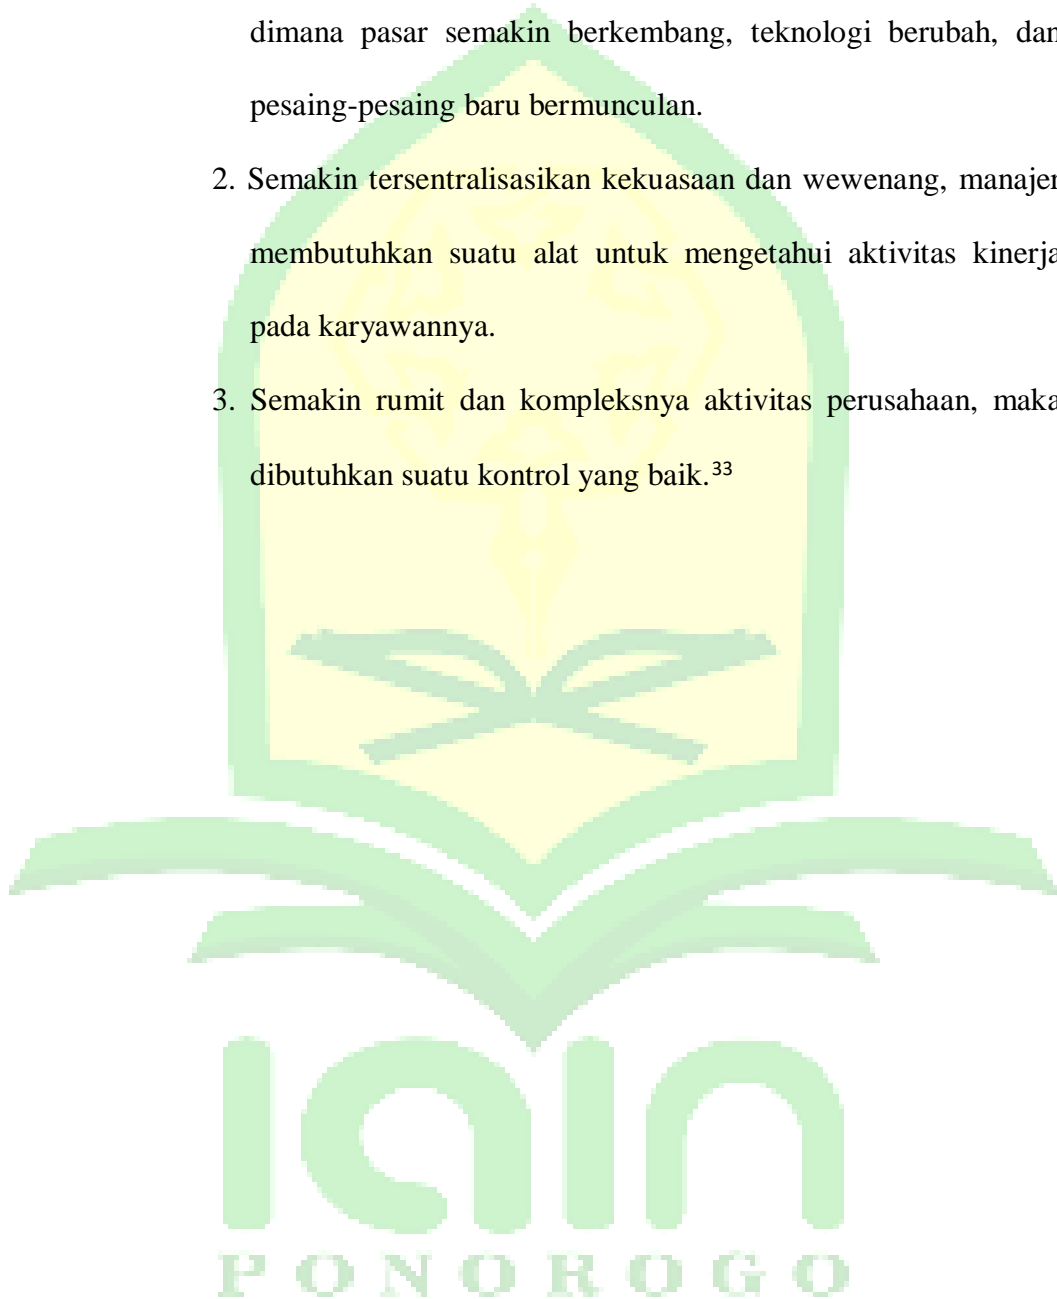 dimana pasar semakin berkembang, teknologi berubah, dan
pesaing-pesaing baru bermunculan.
2. Semakin tersentralisasikan kekuasaan dan wewenang, manajer
membutuhkan suatu alat untuk mengetahui aktivitas kinerja
pada karyawannya.
3. Semakin rumit dan kompleksnya aktivitas perusahaan, maka
dibutuhkan suatu kontrol yang baik.³³
iain
PONOROGO